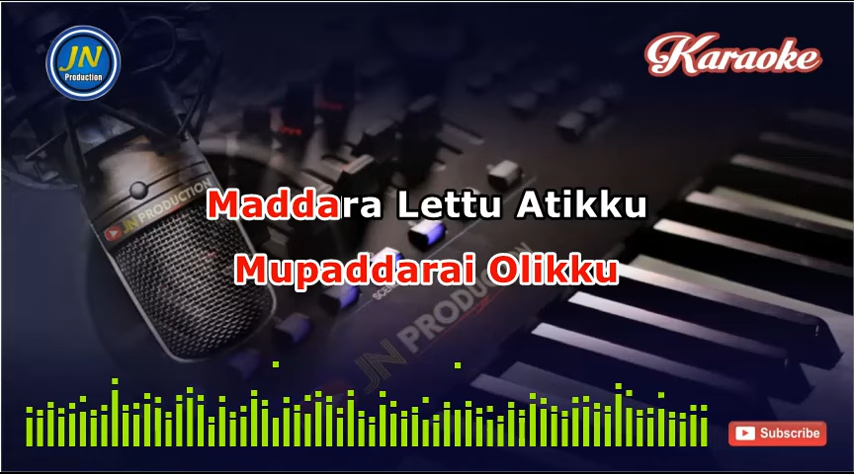 JN
Production
Karaoke
JN PRODUCTION
Maddara Lettu Atikku
Mupaddarai Olikku
JN PRODUCTION
Subscribe